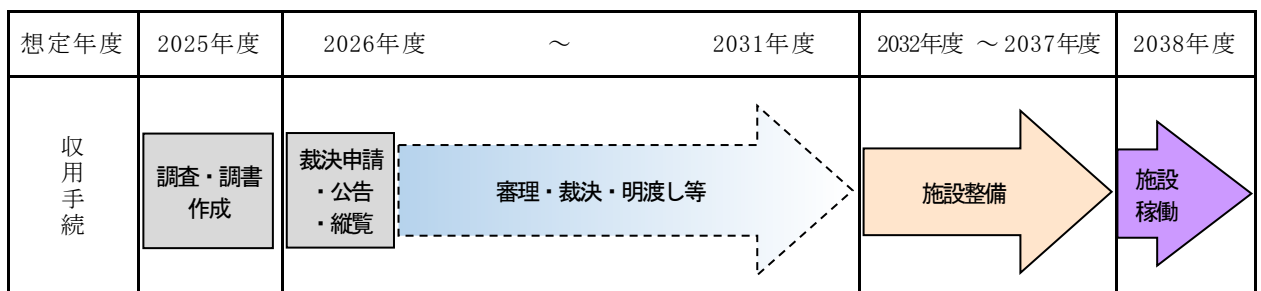 想定年度 2025年度 2026年度 ～ 2031年度 2032年度 ～2037年度 2038年度
収用手続
調査・調書
作成
裁決申請
・公告
・縦覧
審理・裁決・明渡し等
施設整備
施設
稼働